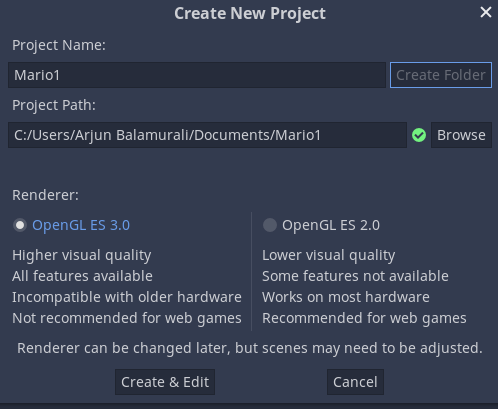 Create New Project
Project Name:
Mario1
Create Folder
Project Path:
C:/Users/Arjun Balamurali/Documents/Mario1
Browse
Renderer:
OpenGL ES 3.0
Higher visual quality
All features available
Incompatible with older hardware
Not recommended for web games
OpenGL ES 2.0
Lower visual quality
Some features not available
Works on most hardware
Recommended for web games
Renderer can be changed later, but scenes may need to be adjusted.
Create & Edit
Cancel